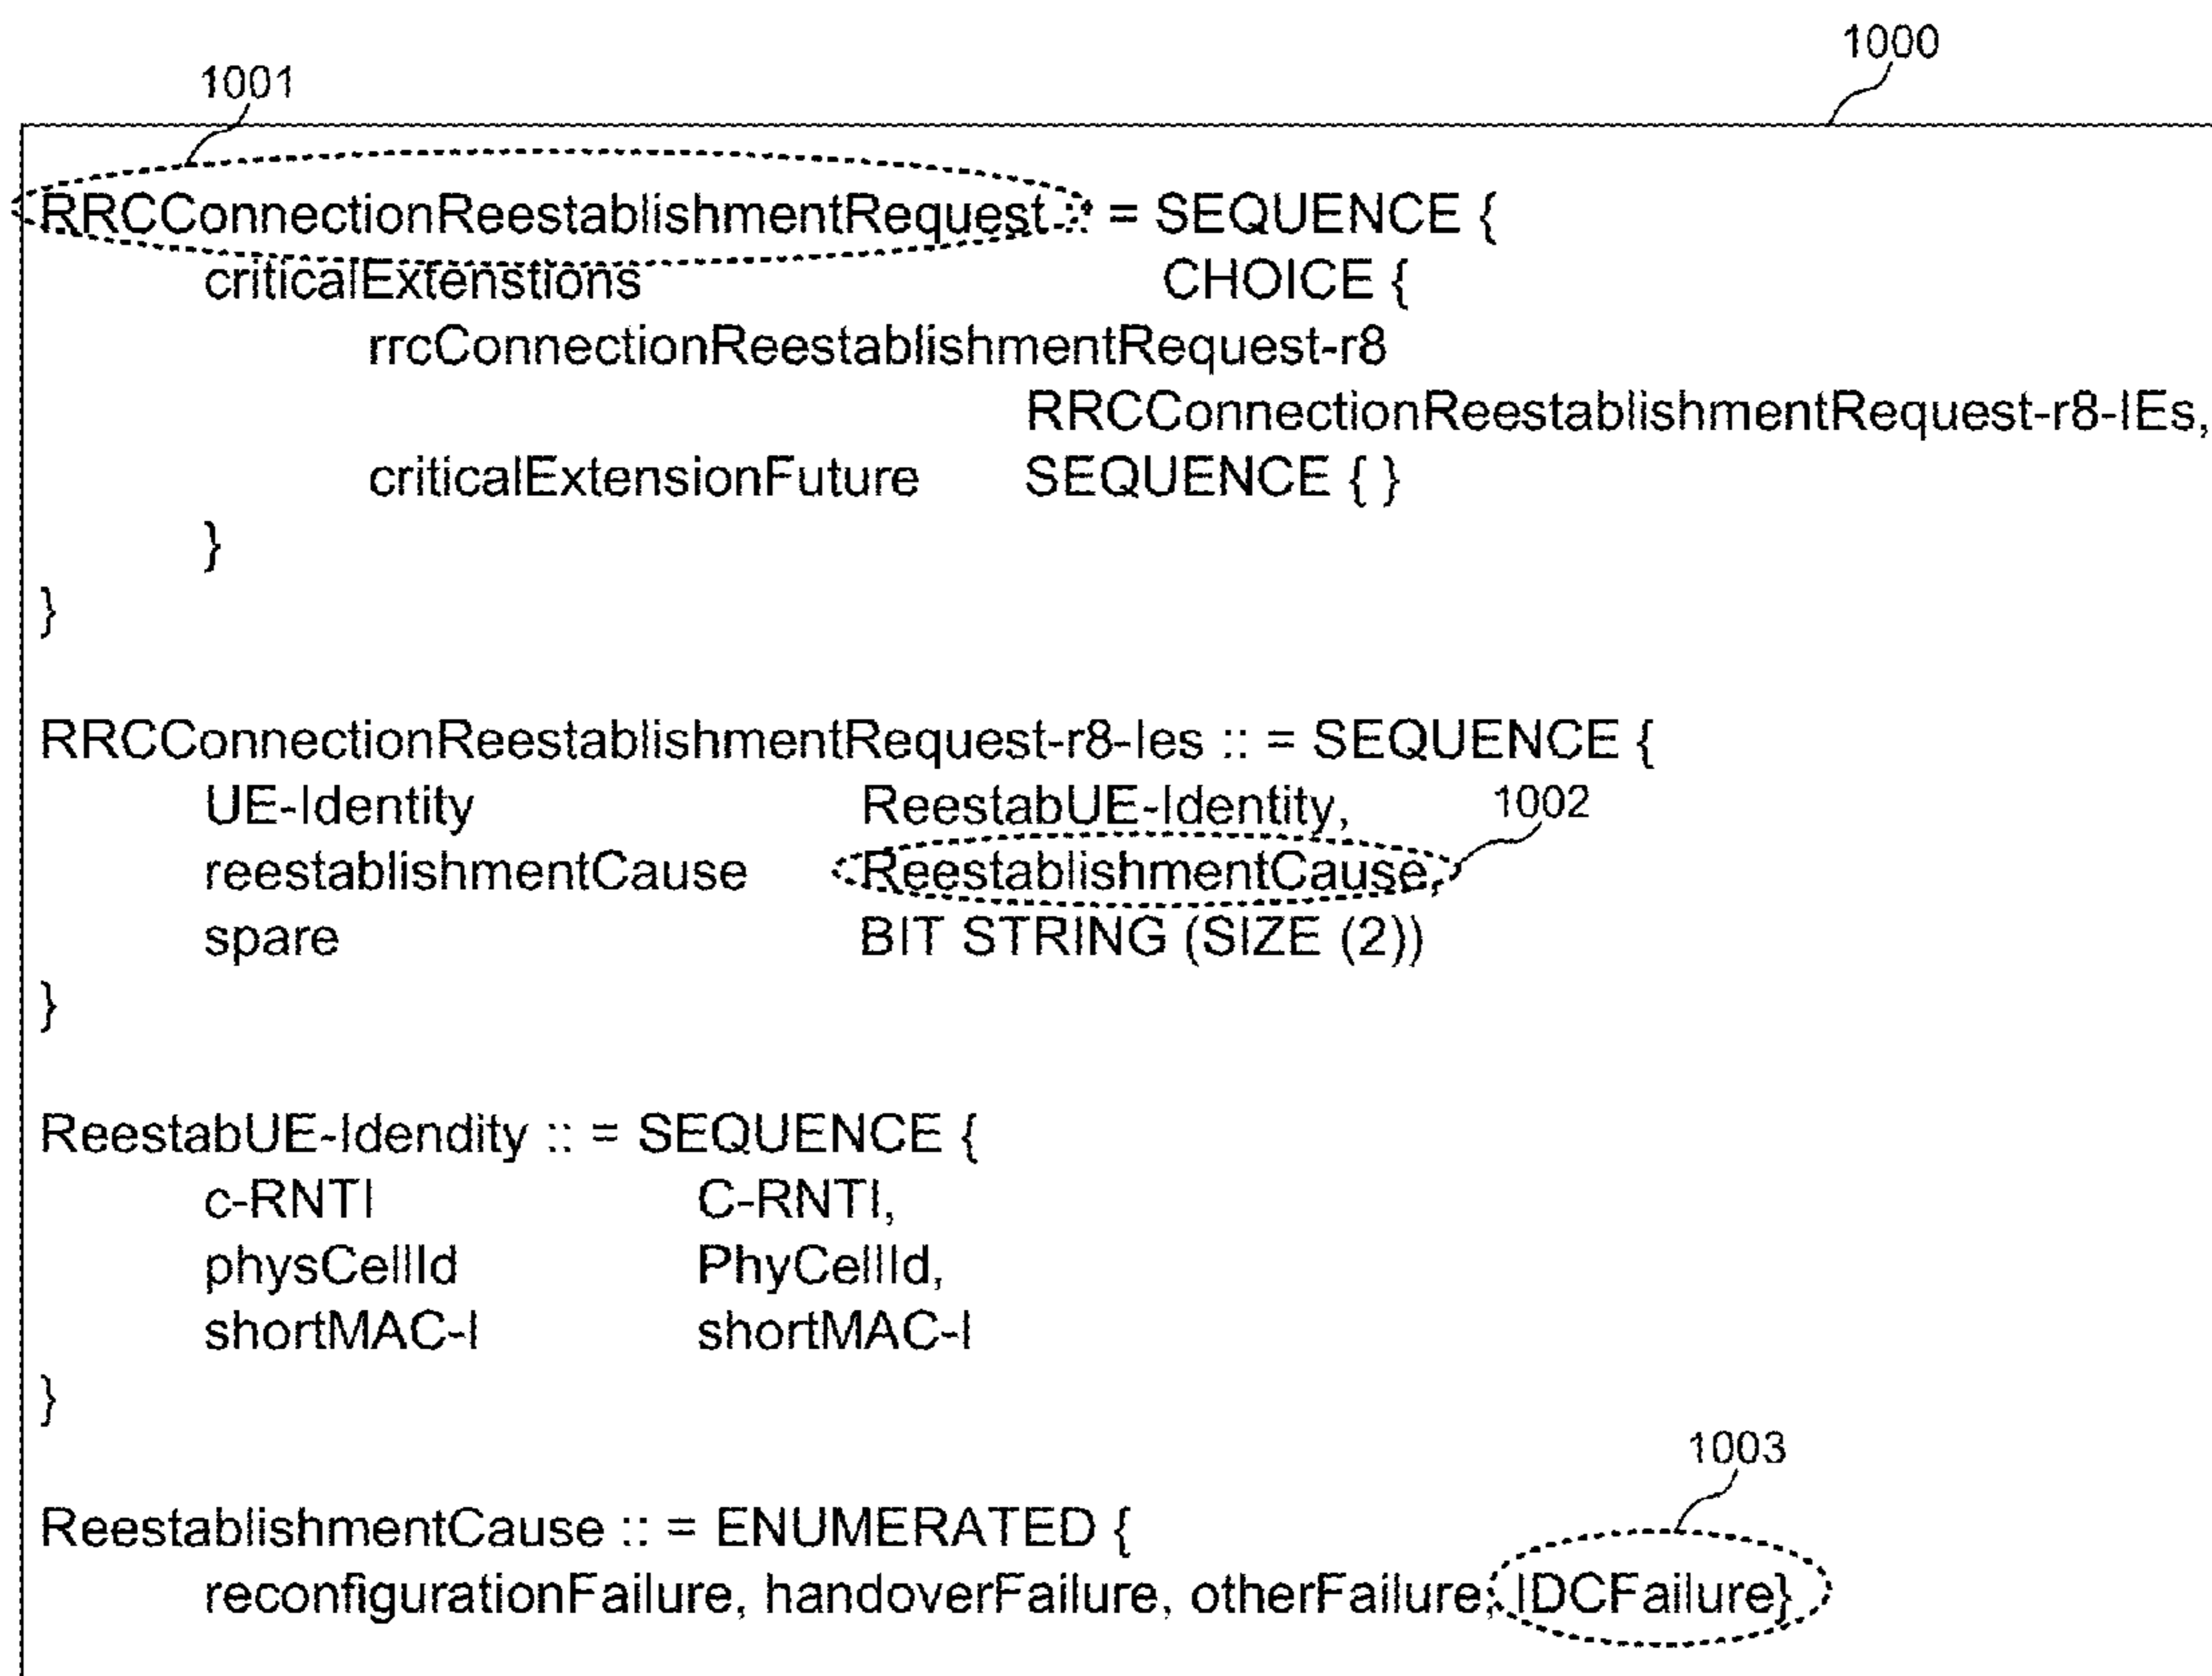 1000
1001
RRCConnectionReestablishmentRequest :: = SEQUENCE {
criticalExtenstions CHOICE {
rrcConnectionReestablishmentRequest-r8
RRCConnectionReestablishmentRequest-r8-IEs,
criticalExtensionFuture SEQUENCE { }
}
}
RRCConnectionReestablishmentRequest-r8-Ies :: = SEQUENCE {
UE-Identity ReestabUE-Identity, 1002
reestablishmentCause ReestablishmentCause,
spare BIT STRING (SIZE (2))
}
ReestabUE-Idendity :: = SEQUENCE {
c-RNTI C-RNTI,
physCellId PhyCellId,
shortMAC-I shortMAC-I
}
1003
ReestablishmentCause :: = ENUMERATED {
reconfigurationFailure, handoverFailure, otherFailure, IDCFailure}